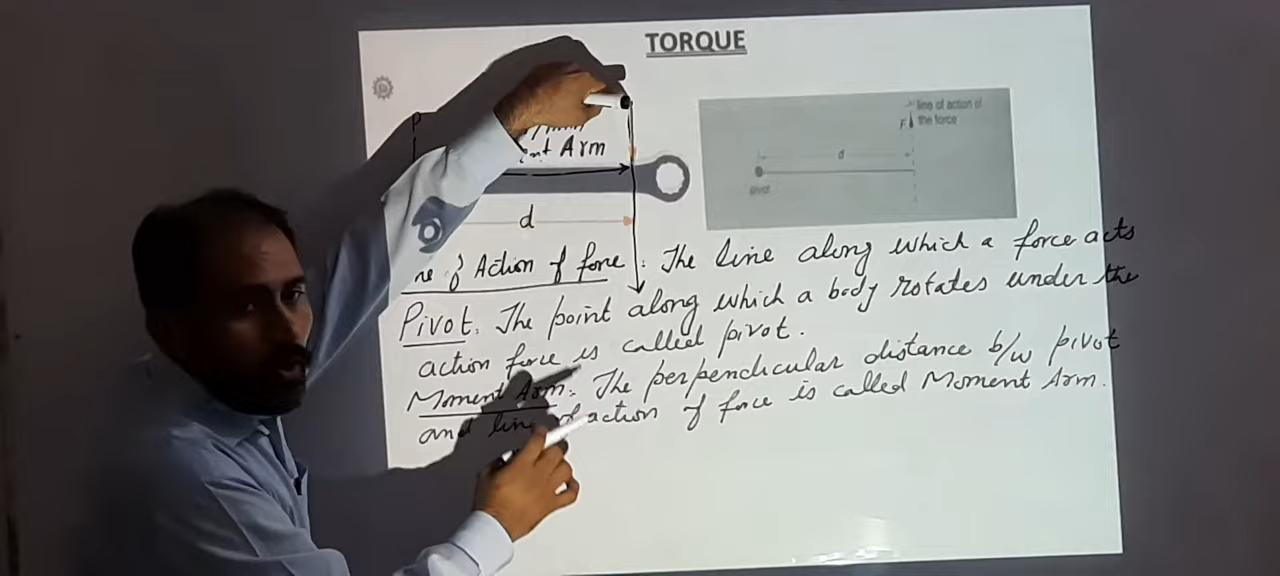 TORQUE
P
Arm
d
Action of force : The line along which a force acts
Pivot. The point along which a body rotates under the
action force is called pivot.
Moment Arm. The perpendicular distance b/w pivot
and line of action of force is called Moment Arm.
line of action of
F the force
d
pivot